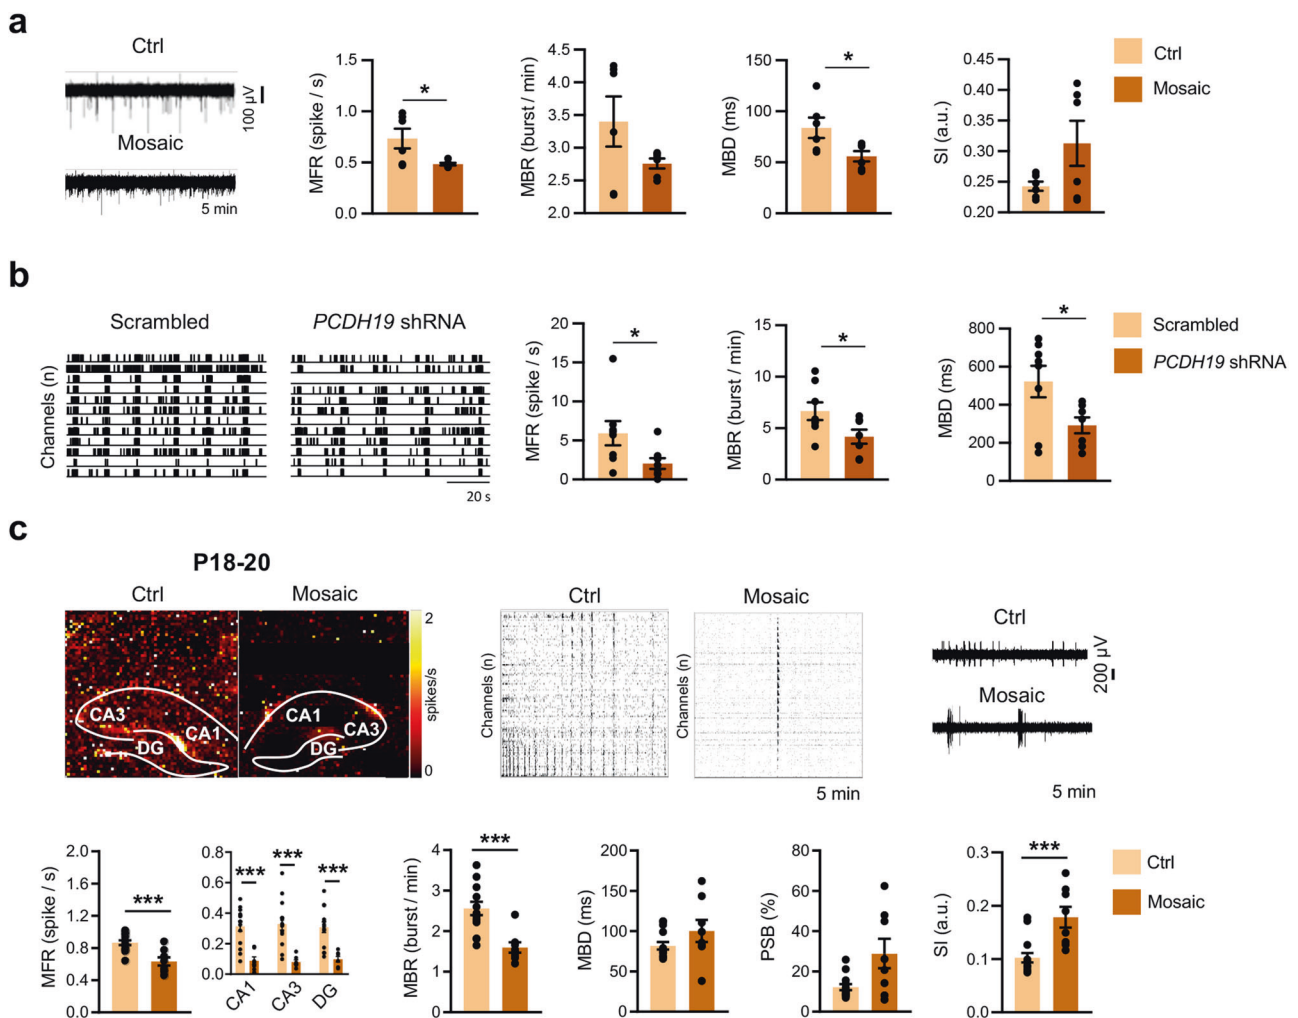 a
Ctrl
100 µV
Mosaic
5 min
MFR (spike / s)
1.5
1.0
0.5
0.0
*
MBR (burst / min)
4.5
4.0
3.5
3.0
2.5
2.0
MBD (ms)
150
100
50
0
*
SI (a.u.)
0.45
0.40
0.35
0.30
0.25
0.20
Ctrl
Mosaic
b
Scrambled
PCDH19 shRNA
Channels (n)
20 s
MFR (spike / s)
20
15
10
5
0
*
MBR (burst / min)
15
10
5
0
*
MBD (ms)
800
600
400
200
0
*
Scrambled
PCDH19 shRNA
c
P18-20
Ctrl
Mosaic
CA3
CA1
DG
CA1
CA3
DG
2
spikes/s
0
Ctrl
Mosaic
Channels (n)
Channels (n)
5 min
Ctrl
200 µV
Mosaic
5 min
MFR (spike / s)
2.0
1.6
1.2
0.8
0.4
0.0
***
0.8
0.6
0.4
0.2
0.0
***
***
***
CA1
CA3
DG
MBR (burst / min)
4
3
2
1
0
***
MBD (ms)
200
150
100
50
0
PSB (%)
80
60
40
20
0
SI (a.u.)
0.3
0.2
0.1
0.0
***
Ctrl
Mosaic